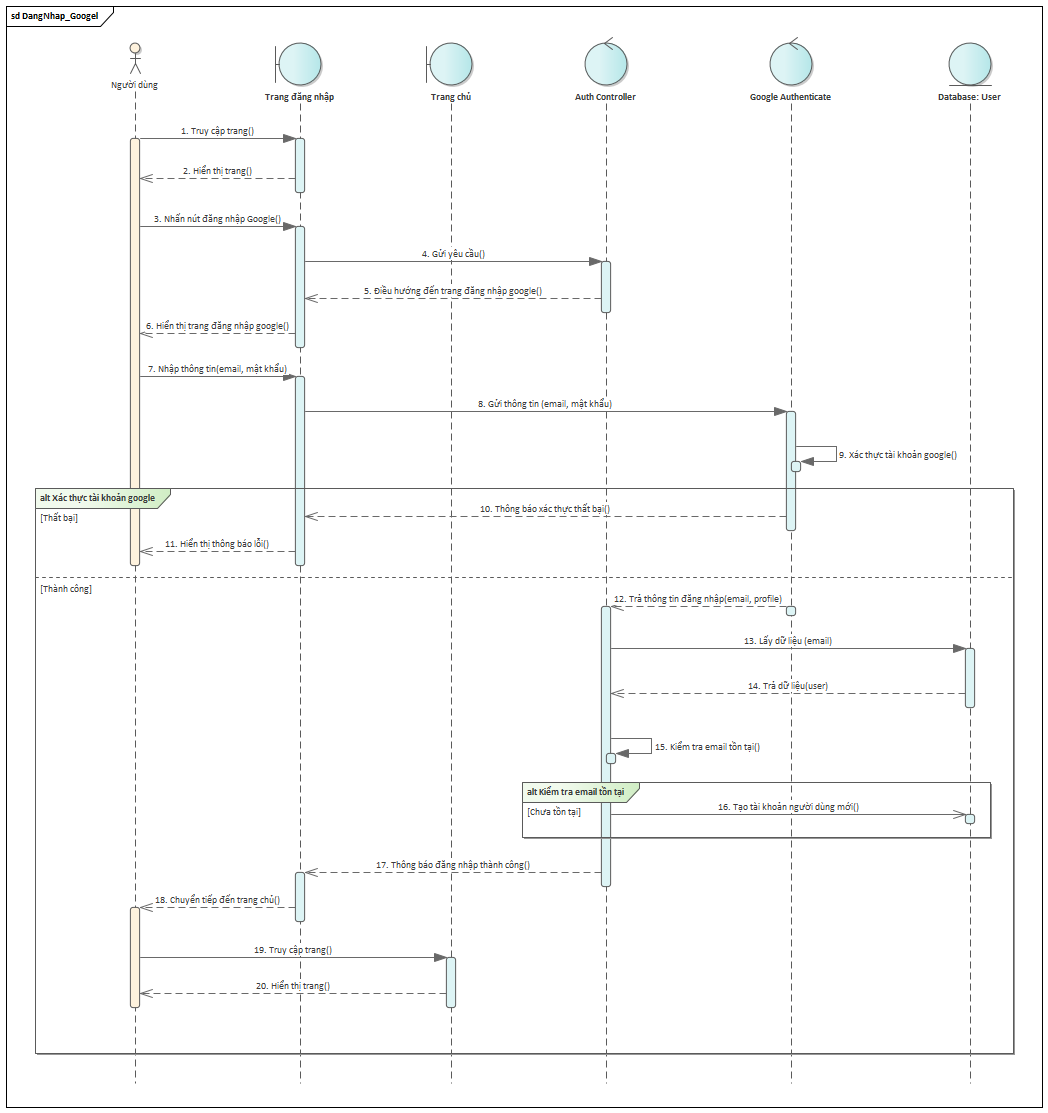 sd DangNhap_Googel
Người dùng
Trang đăng nhập
Trang chủ
Auth Controller
Google Authenticate
Database: User
1. Truy cập trang()
2. Hiển thị trang()
3. Nhấn nút đăng nhập Google()
4. Gửi yêu cầu()
5. Điều hướng đến trang đăng nhập google()
6. Hiển thị trang đăng nhập google()
7. Nhập thông tin(email, mật khẩu)
8. Gửi thông tin (email, mật khẩu)
9. Xác thực tài khoản google()
alt Xác thực tài khoản google
[Thất bại]
10. Thông báo xác thực thất bại()
11. Hiển thị thông báo lỗi()
[Thành công]
12. Trả thông tin đăng nhập(email, profile)
13. Lấy dữ liệu (email)
14. Trả dữ liệu(user)
15. Kiểm tra email tồn tại()
alt Kiểm tra email tồn tại
[Chưa tồn tại]
16. Tạo tài khoản người dùng mới()
17. Thông báo đăng nhập thành công()
18. Chuyển tiếp đến trang chủ()
19. Truy cập trang()
20. Hiển thị trang()